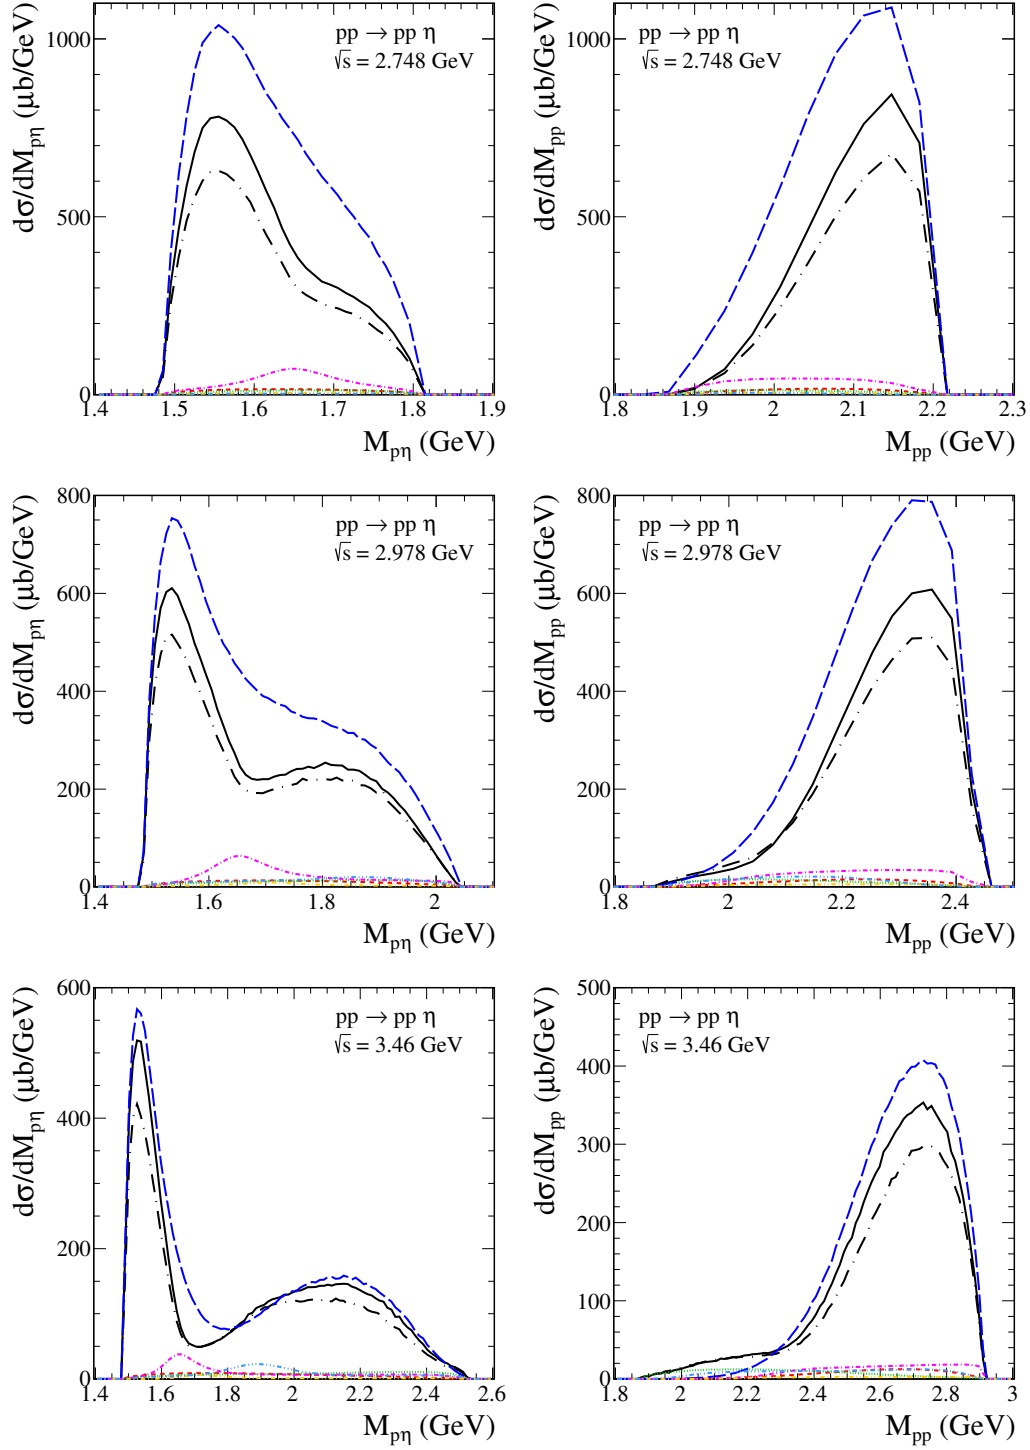 dσ/dM_pη (μb/GeV)
1000
500
0
pp → pp η
√s = 2.748 GeV
1.4 1.5 1.6 1.7 1.8 1.9
M_pη (GeV)
dσ/dM_pp (μb/GeV)
1000
500
0
pp → pp η
√s = 2.748 GeV
1.8 1.9 2 2.1 2.2 2.3
M_pp (GeV)
dσ/dM_pη (μb/GeV)
800
600
400
200
0
pp → pp η
√s = 2.978 GeV
1.4 1.6 1.8 2
M_pη (GeV)
dσ/dM_pp (μb/GeV)
800
600
400
200
0
pp → pp η
√s = 2.978 GeV
1.8 2 2.2 2.4
M_pp (GeV)
dσ/dM_pη (μb/GeV)
600
400
200
0
pp → pp η
√s = 3.46 GeV
1.4 1.6 1.8 2 2.2 2.4 2.6
M_pη (GeV)
dσ/dM_pp (μb/GeV)
500
400
300
200
100
0
pp → pp η
√s = 3.46 GeV
1.8 2 2.2 2.4 2.6 2.8 3
M_pp (GeV)